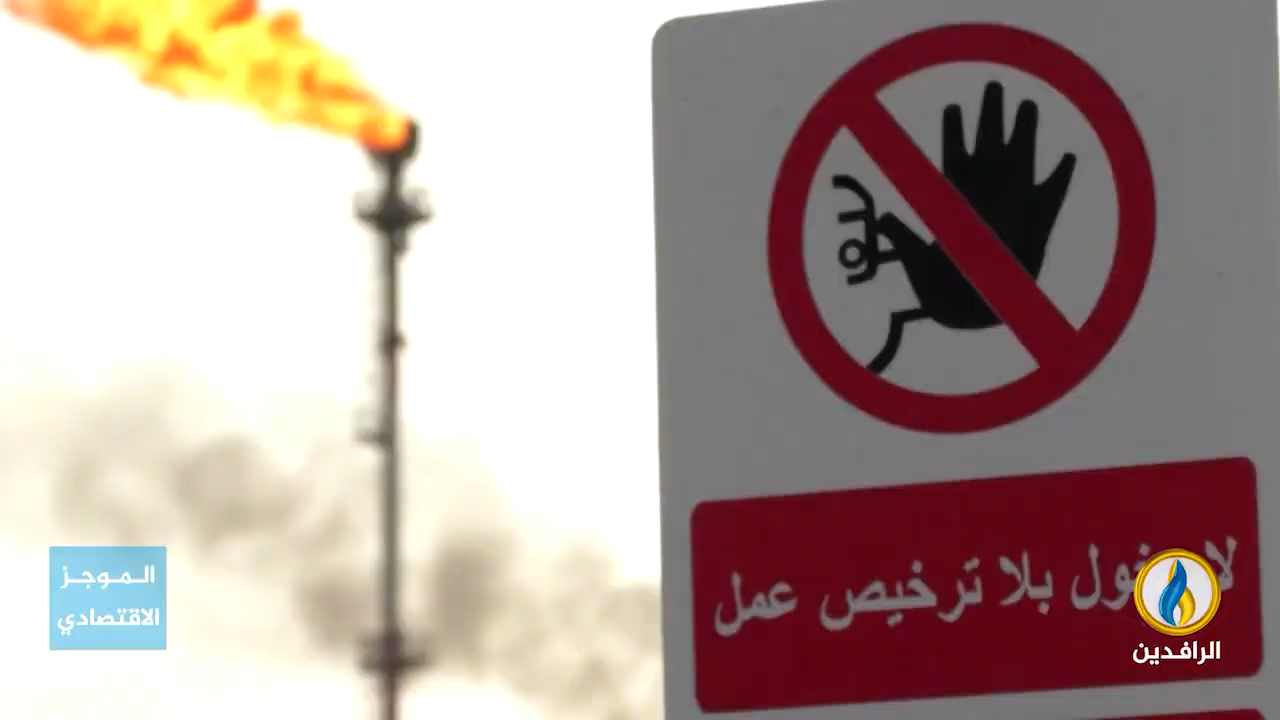 لا بلا ترخيص عمل
الـمـوجـز
الاقتصادي
الرافدين